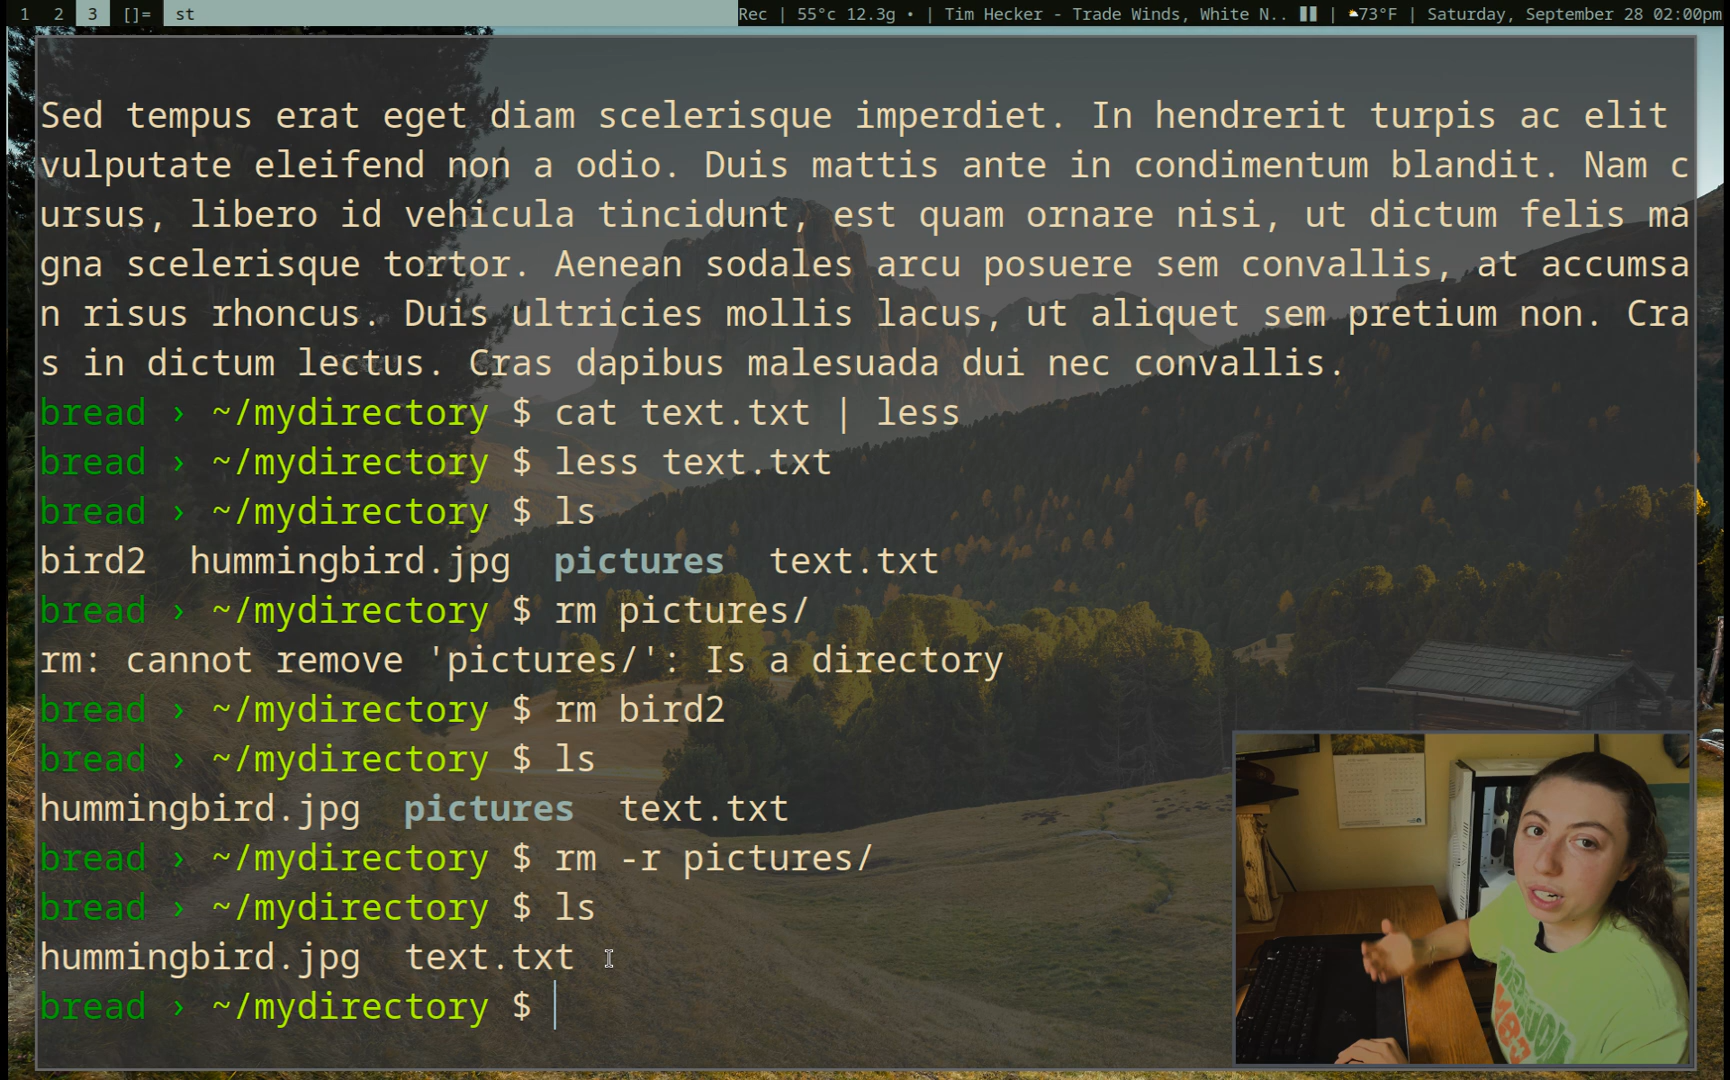 1 2 3 []= st Rec | 55°c 12.3g • | Tim Hecker - Trade Winds, White N.. | 73°F | Saturday, September 28 02:00pm
Sed tempus erat eget diam scelerisque imperdiet. In hendrerit turpis ac elit
vulputate eleifend non a odio. Duis mattis ante in condimentum blandit. Nam c
ursus, libero id vehicula tincidunt, est quam ornare nisi, ut dictum felis ma
gna scelerisque tortor. Aenean sodales arcu posuere sem convallis, at accumsa
n risus rhoncus. Duis ultricies mollis lacus, ut aliquet sem pretium non. Cra
s in dictum lectus. Cras dapibus malesuada dui nec convallis.
bread › ~/mydirectory $ cat text.txt | less
bread › ~/mydirectory $ less text.txt
bread › ~/mydirectory $ ls
bird2  hummingbird.jpg  pictures  text.txt
bread › ~/mydirectory $ rm pictures/
rm: cannot remove 'pictures/': Is a directory
bread › ~/mydirectory $ rm bird2
bread › ~/mydirectory $ ls
hummingbird.jpg  pictures  text.txt
bread › ~/mydirectory $ rm -r pictures/
bread › ~/mydirectory $ ls
hummingbird.jpg  text.txt
bread › ~/mydirectory $